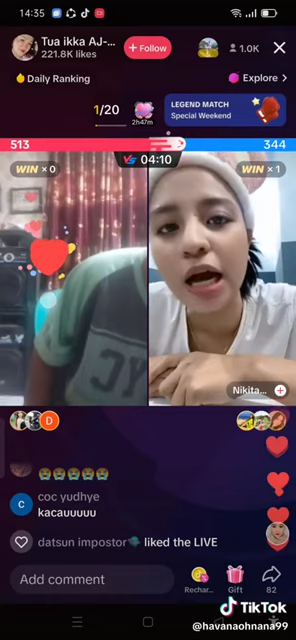 14:35
Tua ikka AJ-...
221.8K likes
+ Follow
1.0K
Daily Ranking
Explore >
1/20
2h47m
LEGEND MATCH
Special Weekend
513
344
WIN × 0
VS 04:10
WIN × 1
JY
Nikita...
D
C
coc yudhye
kacauuuuu
datsun impostor liked the LIVE
Add comment
Rechar...
Gift
82
TikTok
@havanaohnana99